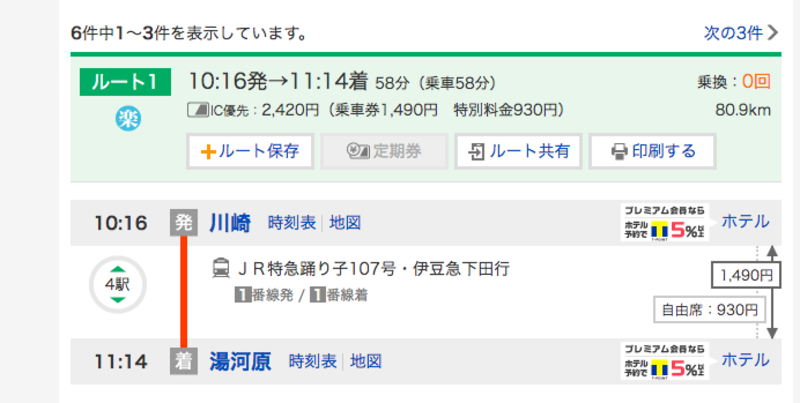 6件中1〜3件を表示しています。 次の3件
ルート1 10:16発→11:14着 58分（乗車58分） 乗換：0回
楽 IC優先：2,420円（乗車券1,490円 特別料金930円） 80.9km
ルート保存 定期券 ルート共有 印刷する
10:16 発 川崎 時刻表 地図 プレミアム会員なら ホテル予約で 5%以上 ホテル
4駅 ＪＲ特急踊り子107号・伊豆急下田行 1,490円
1番線発 / 1番線着 自由席：930円
11:14 着 湯河原 時刻表 地図 プレミアム会員なら ホテル予約で 5%以上 ホテル